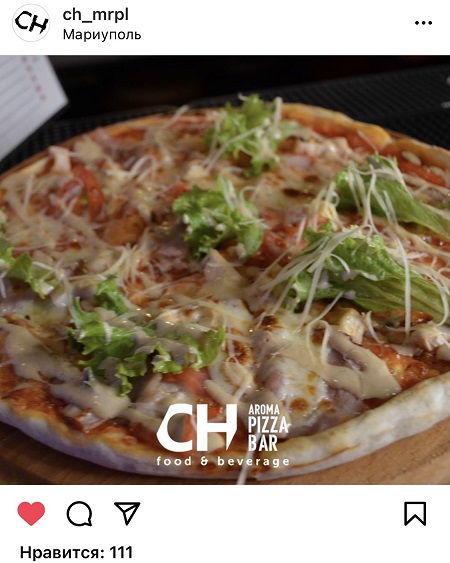 CH
ch_mrpl
Мариуполь
CH
AROMA
PIZZA
BAR
food & beverage
Нравится: 111